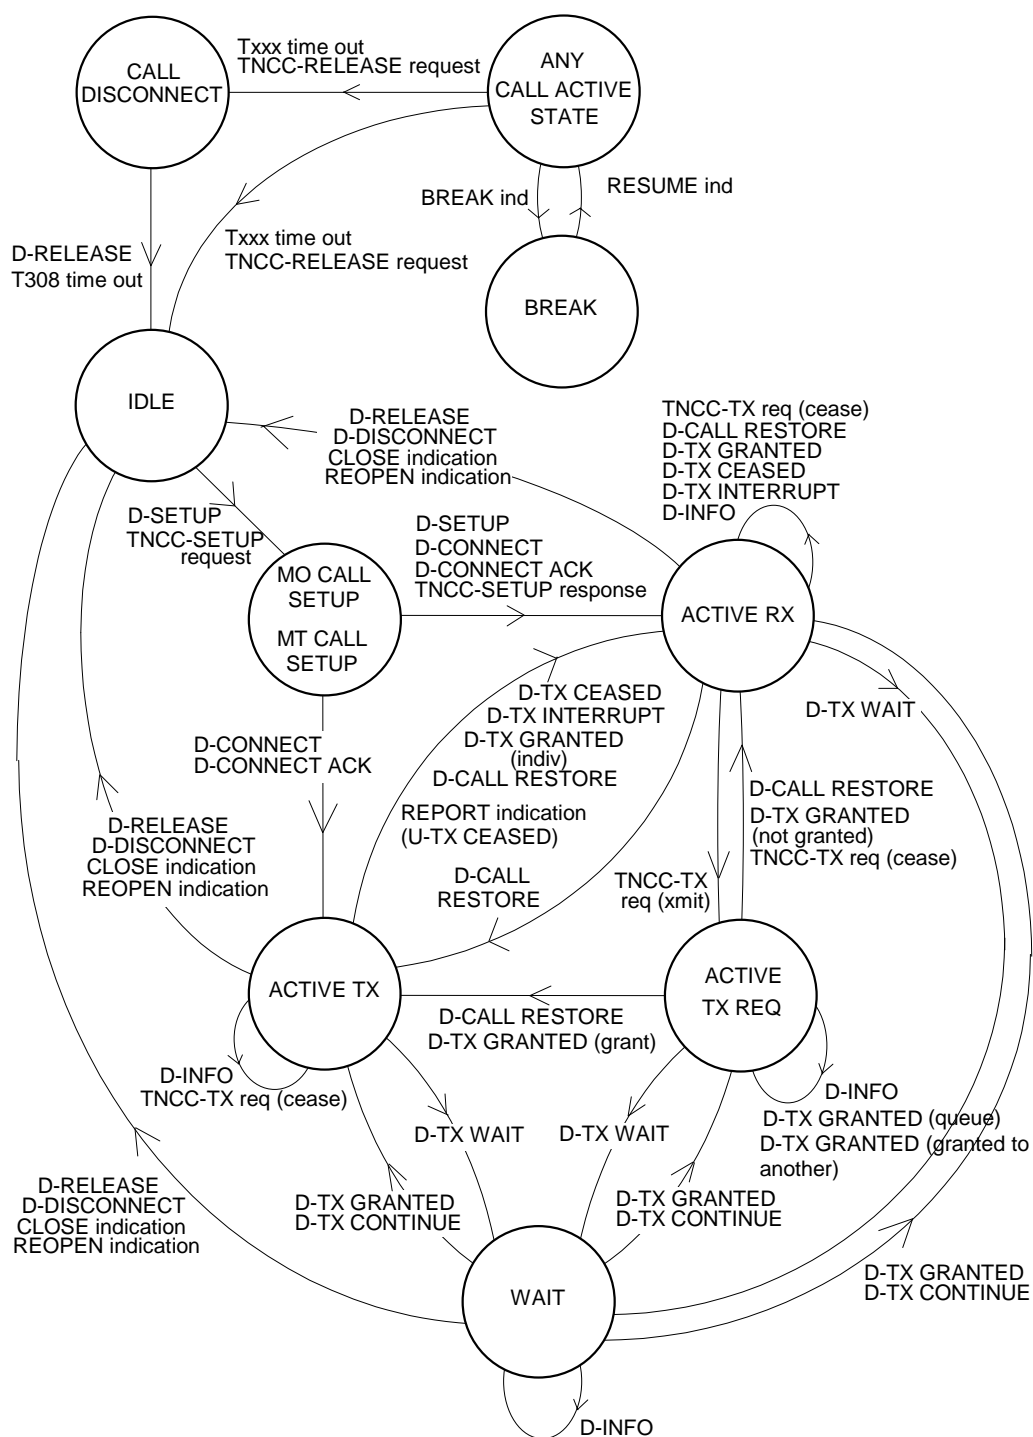 Txxx time out
TNCC-RELEASE request
CALL
DISCONNECT
ANY
CALL ACTIVE
STATE
BREAK ind
RESUME ind
D-RELEASE
T308 time out
Txxx time out
TNCC-RELEASE request
BREAK
IDLE
D-RELEASE
D-DISCONNECT
CLOSE indication
REOPEN indication
TNCC-TX req (cease)
D-CALL RESTORE
D-TX GRANTED
D-TX CEASED
D-TX INTERRUPT
D-INFO
D-SETUP
TNCC-SETUP
request
D-SETUP
D-CONNECT
D-CONNECT ACK
TNCC-SETUP response
MO CALL
SETUP
MT CALL
SETUP
ACTIVE RX
D-TX CEASED
D-TX INTERRUPT
D-TX GRANTED
(indiv)
D-CALL RESTORE
REPORT indication
(U-TX CEASED)
D-TX WAIT
D-CONNECT
D-CONNECT ACK
D-CALL RESTORE
D-TX GRANTED
(not granted)
TNCC-TX req (cease)
D-RELEASE
D-DISCONNECT
CLOSE indication
REOPEN indication
D-CALL
RESTORE
TNCC-TX
req (xmit)
ACTIVE TX
ACTIVE
TX REQ
D-CALL RESTORE
D-TX GRANTED (grant)
D-INFO
TNCC-TX req (cease)
D-INFO
D-TX GRANTED (queue)
D-TX GRANTED (granted to
another)
D-TX WAIT
D-TX WAIT
D-RELEASE
D-DISCONNECT
CLOSE indication
REOPEN indication
D-TX GRANTED
D-TX CONTINUE
D-TX GRANTED
D-TX CONTINUE
D-TX GRANTED
D-TX CONTINUE
WAIT
D-INFO